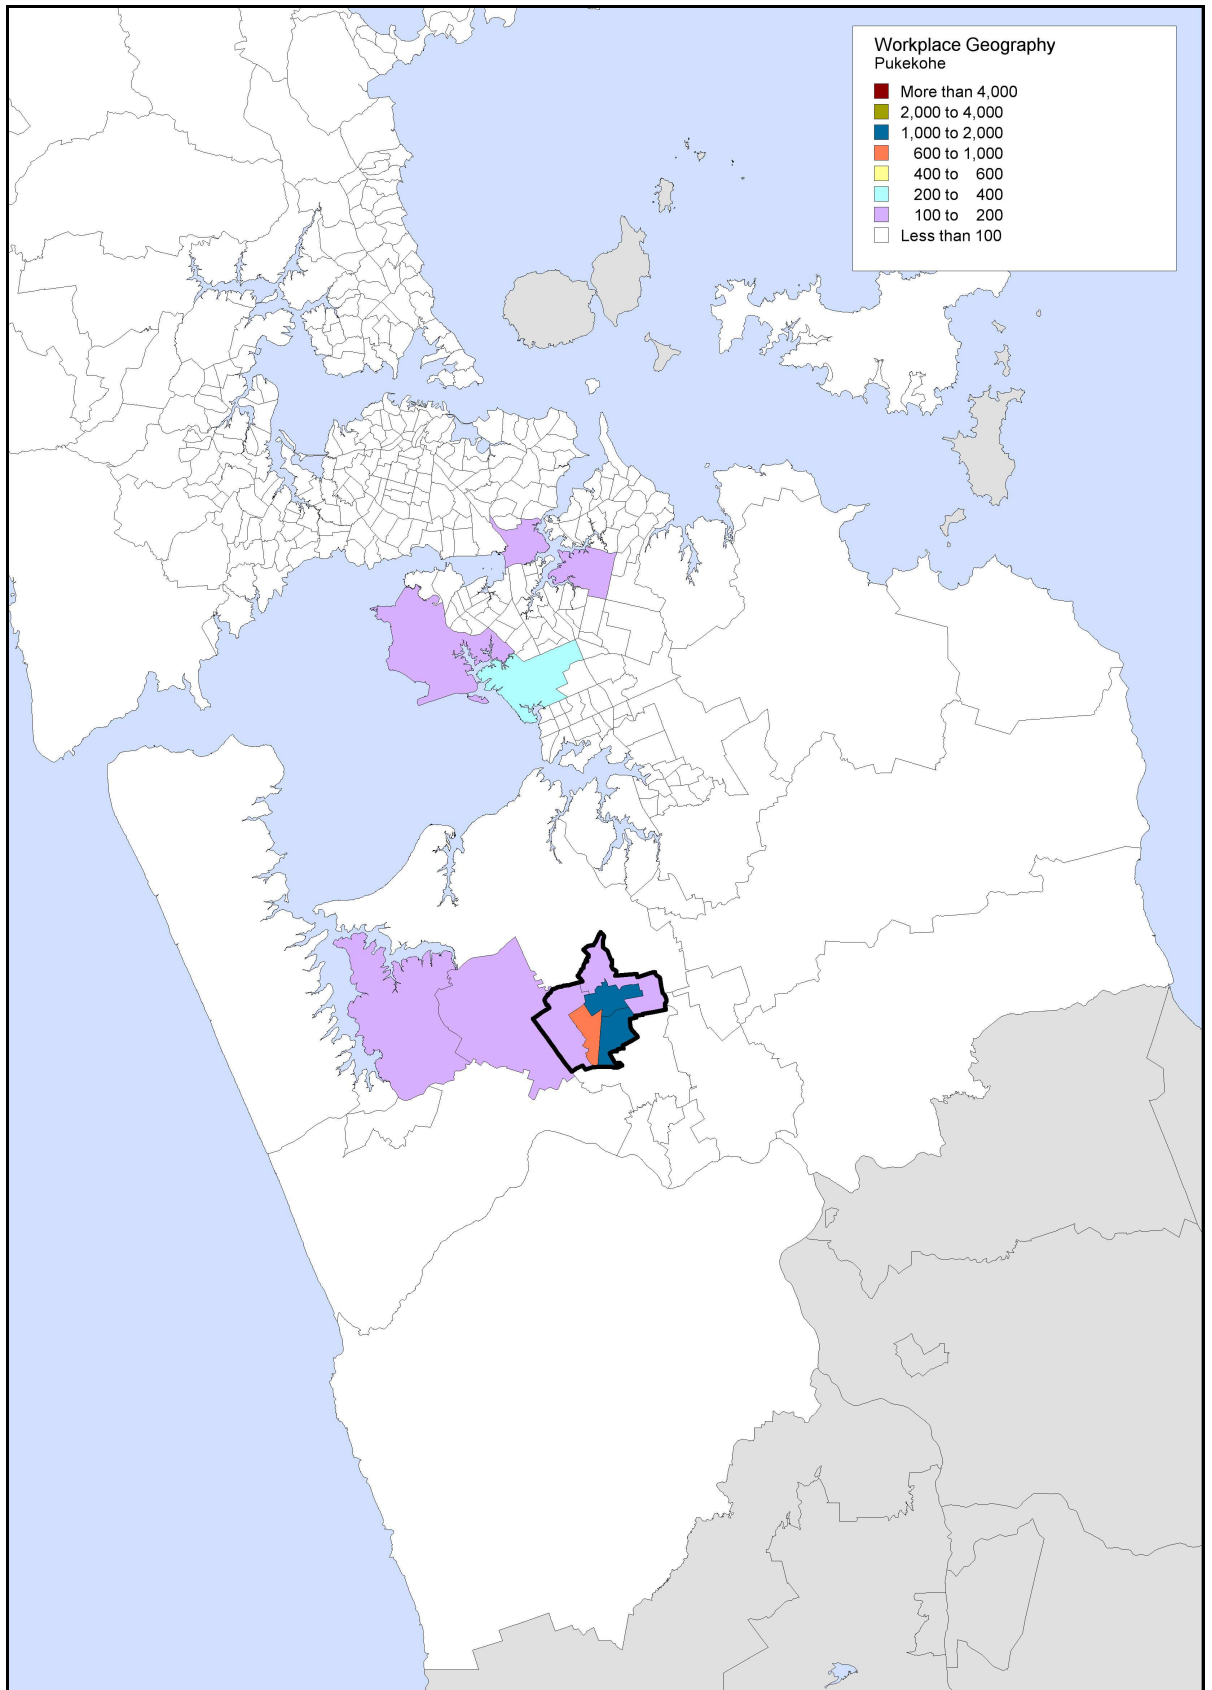 Workplace Geography
Pukekohe
More than 4,000
2,000 to 4,000
1,000 to 2,000
600 to 1,000
400 to 600
200 to 400
100 to 200
Less than 100